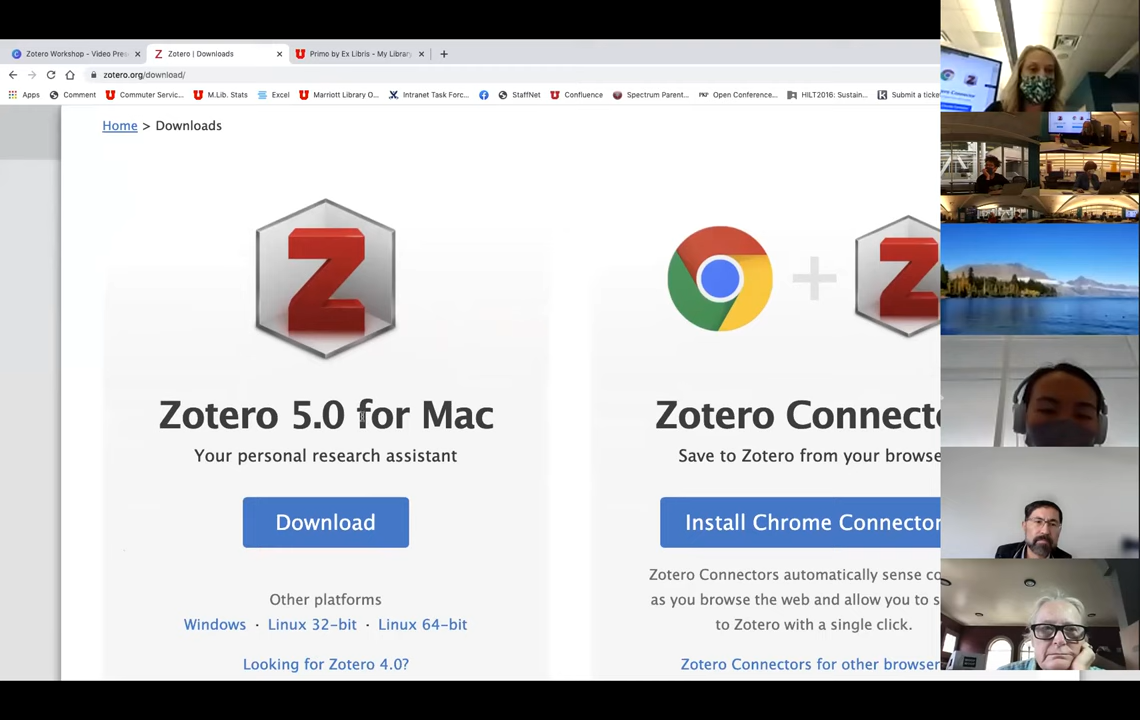 Zotero Workshop - Video Pre
Zotero | Downloads
Primo by Ex Libris - My Library
zotero.org/download/
Apps
Comment
Commuter Servic...
M.Lib. Stats
Excel
Marriott Library O...
Intranet Task Forc...
StaffNet
Confluence
Spectrum Parent...
PKP
Open Conference...
HILT2016: Sustain...
Submit a ticke
Home > Downloads
Z
Z
Zotero 5.0 for Mac
Your personal research assistant
Download
Other platforms
Windows · Linux 32-bit · Linux 64-bit
Looking for Zotero 4.0?
Zotero Connecto
Save to Zotero from your browse
Install Chrome Connector
Zotero Connectors automatically sense co
as you browse the web and allow you to s
to Zotero with a single click.
Zotero Connectors for other browser